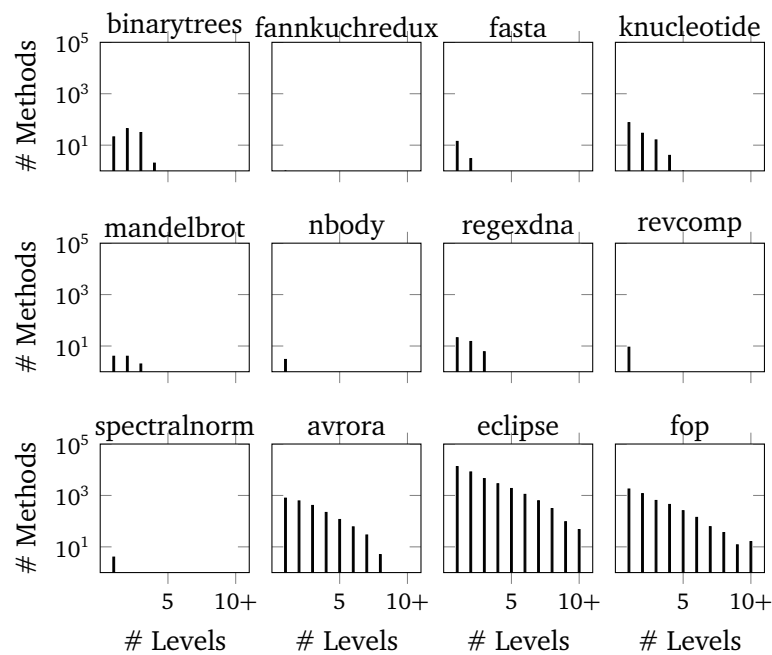 binarytrees fannkuchredux fasta knucleotide
10^5
10^3
10^1
# Methods
mandelbrot nbody regexdna revcomp
10^5
10^3
10^1
# Methods
spectralnorm avrora eclipse fop
10^5
10^3
10^1
# Methods
5 10+ 5 10+ 5 10+ 5 10+
# Levels # Levels # Levels # Levels